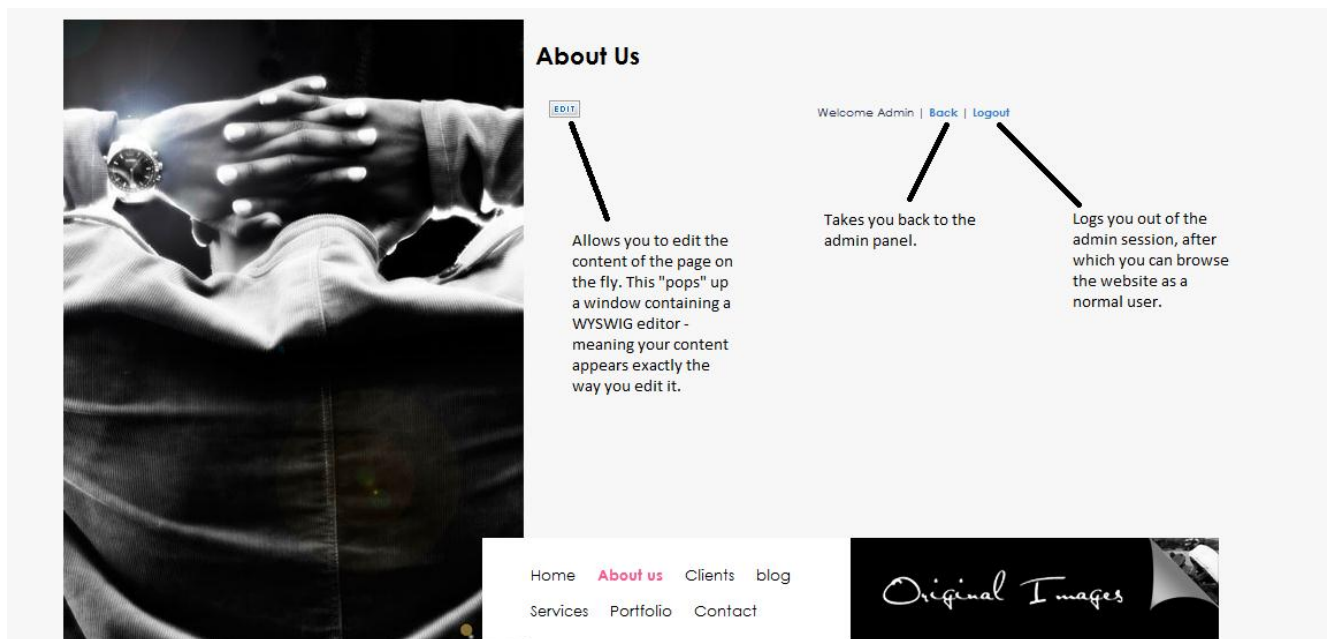 About Us
EDIT
Welcome Admin | Back | Logout
Allows you to edit the
content of the page on
the fly. This "pops" up
a window containing a
WYSWIG editor -
meaning your content
appears exactly the
way you edit it.
Takes you back to the
admin panel.
Logs you out of the
admin session, after
which you can browse
the website as a
normal user.
Home About us Clients blog
Services Portfolio Contact
Original Images